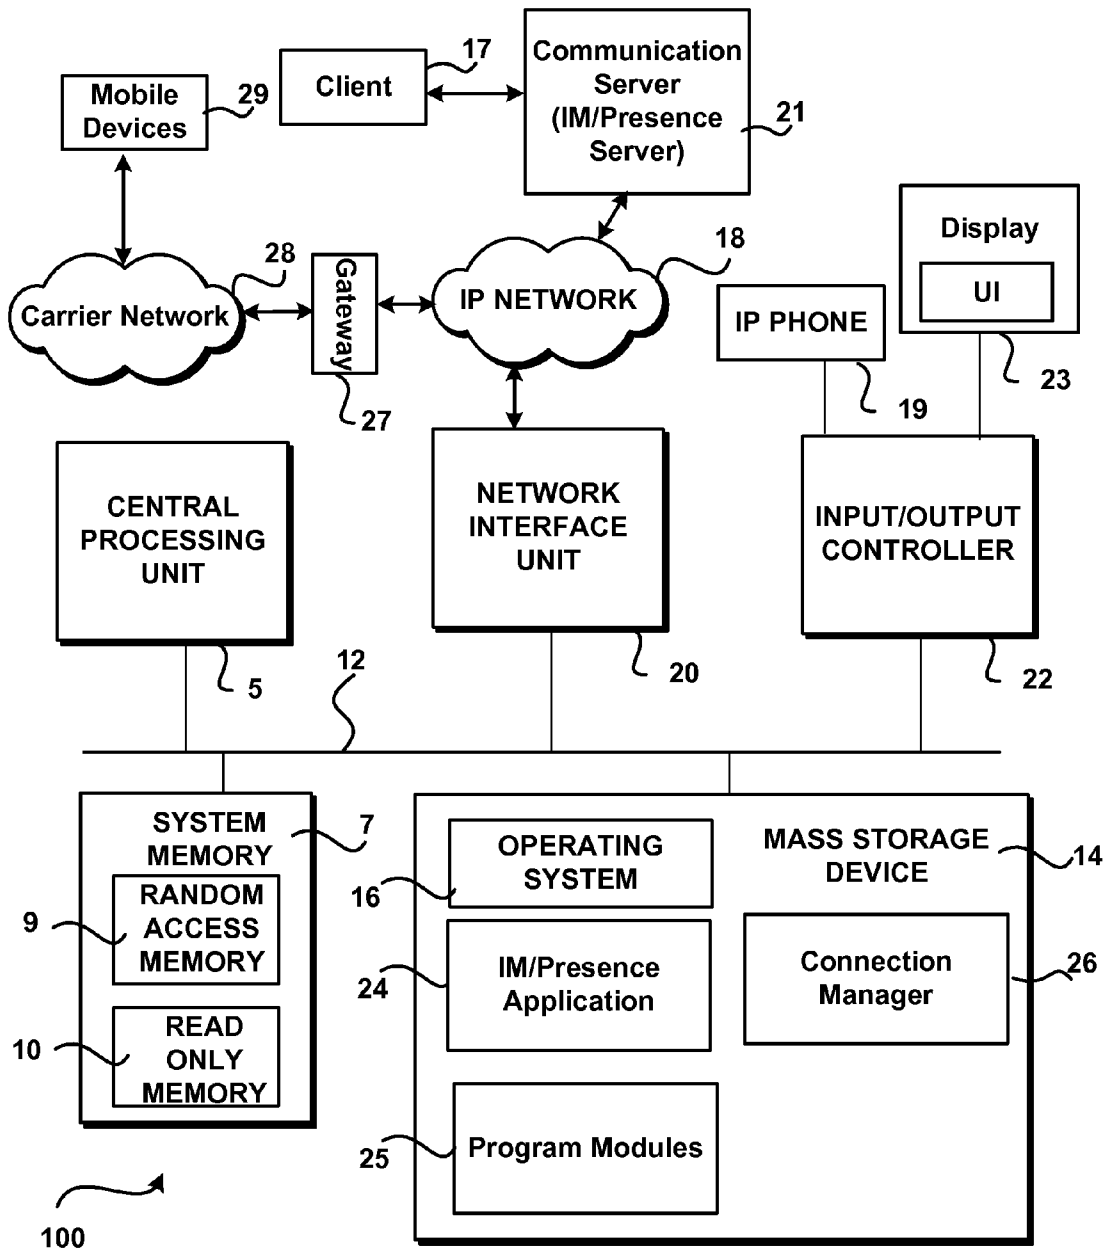 17
Communication
Server
(IM/Presence
Server)
21
Client
Mobile
Devices
29
Display
UI
23
18
IP NETWORK
28
Carrier Network
Gateway
27
IP PHONE
19
CENTRAL
PROCESSING
UNIT
5
NETWORK
INTERFACE
UNIT
20
INPUT/OUTPUT
CONTROLLER
22
12
SYSTEM
MEMORY
7
RANDOM
ACCESS
MEMORY
9
READ
ONLY
MEMORY
10
OPERATING
SYSTEM
16
MASS STORAGE
DEVICE
14
IM/Presence
Application
24
Connection
Manager
26
Program Modules
25
100